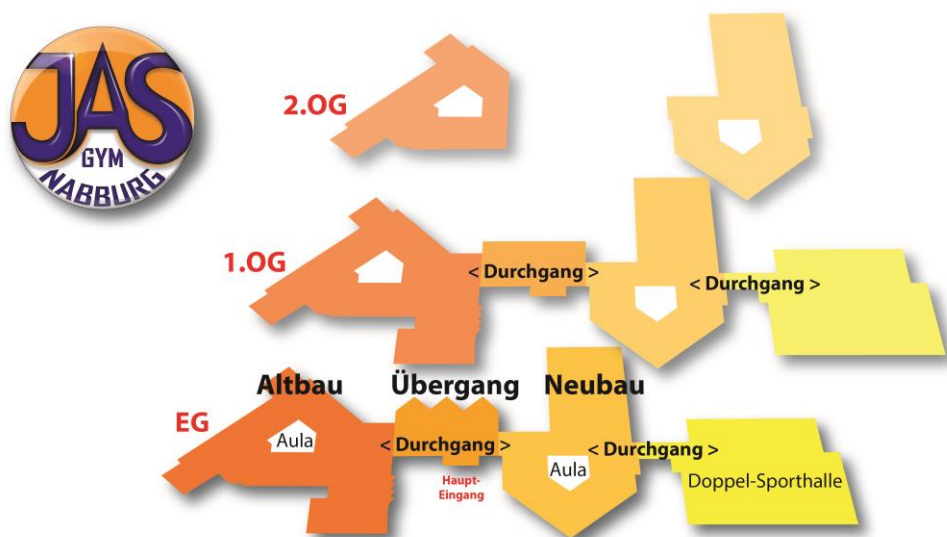 JAS
GYM
NABBURG
2.OG
1.OG
< Durchgang >
< Durchgang >
Altbau
Übergang
Neubau
EG
Aula
< Durchgang >
Haupt-
Eingang
Aula
< Durchgang >
Doppel-Sporthalle